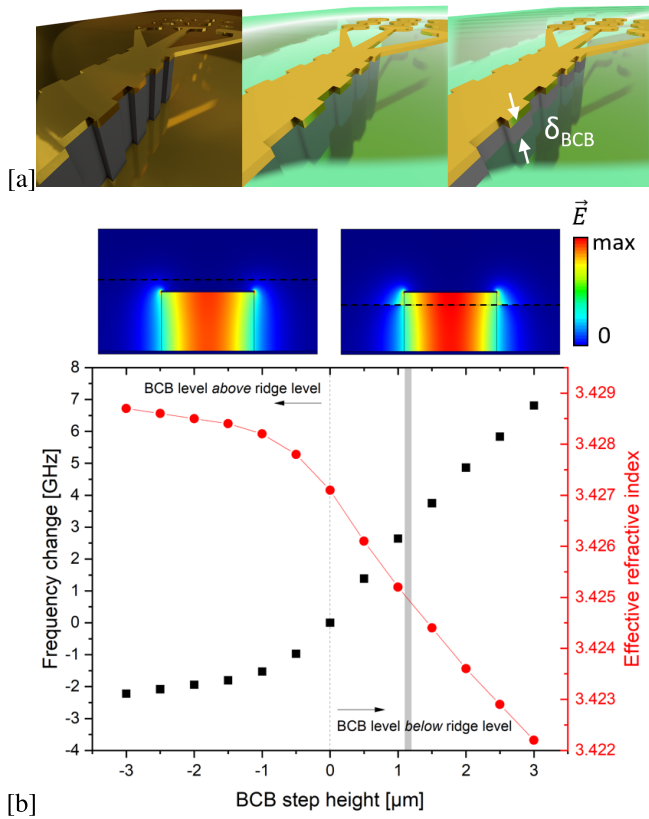 δBCB
[a]
E
max
0
BCB level above ridge level
8
7
6
5
4
3
2
1
0
-1
-2
-3
-4
Frequency change [GHz]
3.429
3.428
3.427
3.426
3.425
3.424
3.423
3.422
Effective refractive index
BCB level below ridge level
-3 -2 -1 0 1 2 3
BCB step height [µm]
[b]